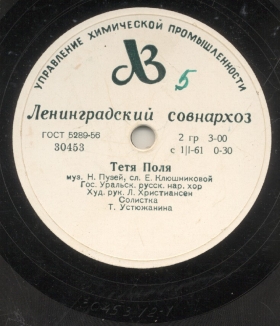 УПРАВЛЕНИЕ ХИМИЧЕСКОЙ ПРОМЫШЛЕННОСТИ
ЛЗ
5
Ленинградский совнархоз
ГОСТ 5289-56 2 гр 3-00
30453 с 1|I-61 0-30
Тетя Поля
муз. Н. Пузей, сл. Е. Клюшниковой
Гос. Уральск. русск. нар. хор
Худ. рук. Л. Христиансен
Солистка
Т. Устюжанина